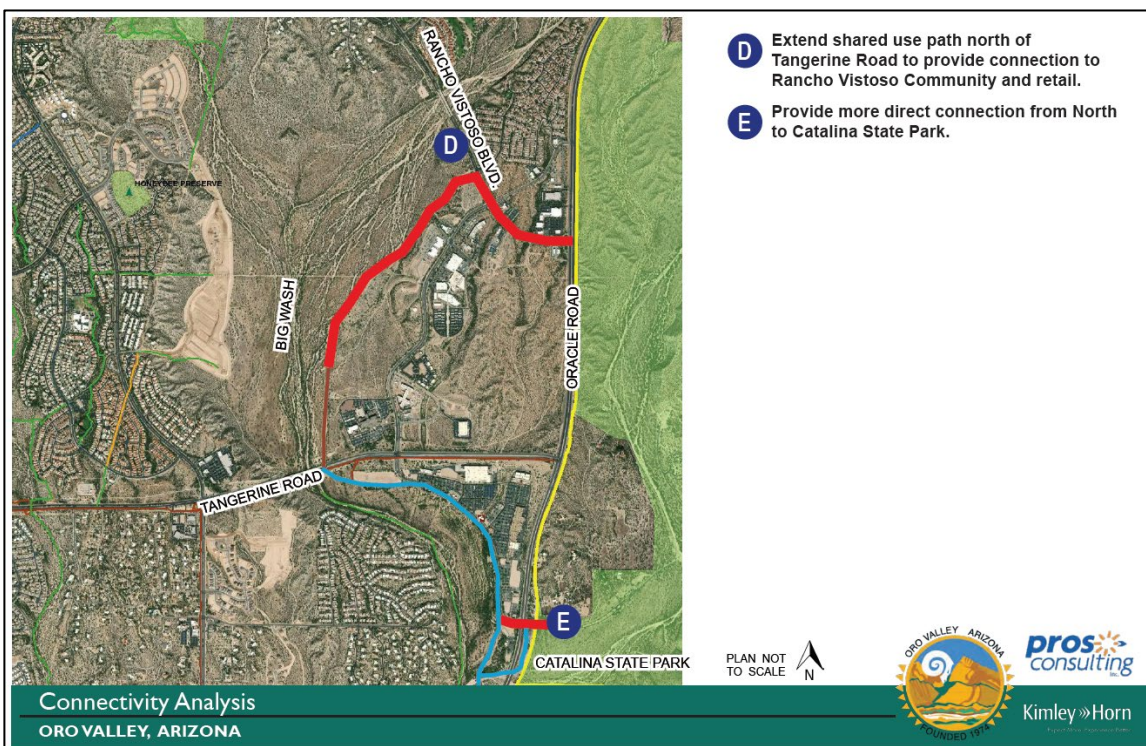 D Extend shared use path north of
Tangerine Road to provide connection to
Rancho Vistoso Community and retail.
E Provide more direct connection from North
to Catalina State Park.
RANCHO VISTOSO BLVD.
D
HONEYBEE PRESERVE
BIG WASH
ORACLE ROAD
TANGERINE ROAD
E
CATALINA STATE PARK
PLAN NOT
TO SCALE
N
ORO VALLEY, ARIZONA
FOUNDED 1974
pros
consulting
inc.
Connectivity Analysis
ORO VALLEY, ARIZONA
Kimley»Horn